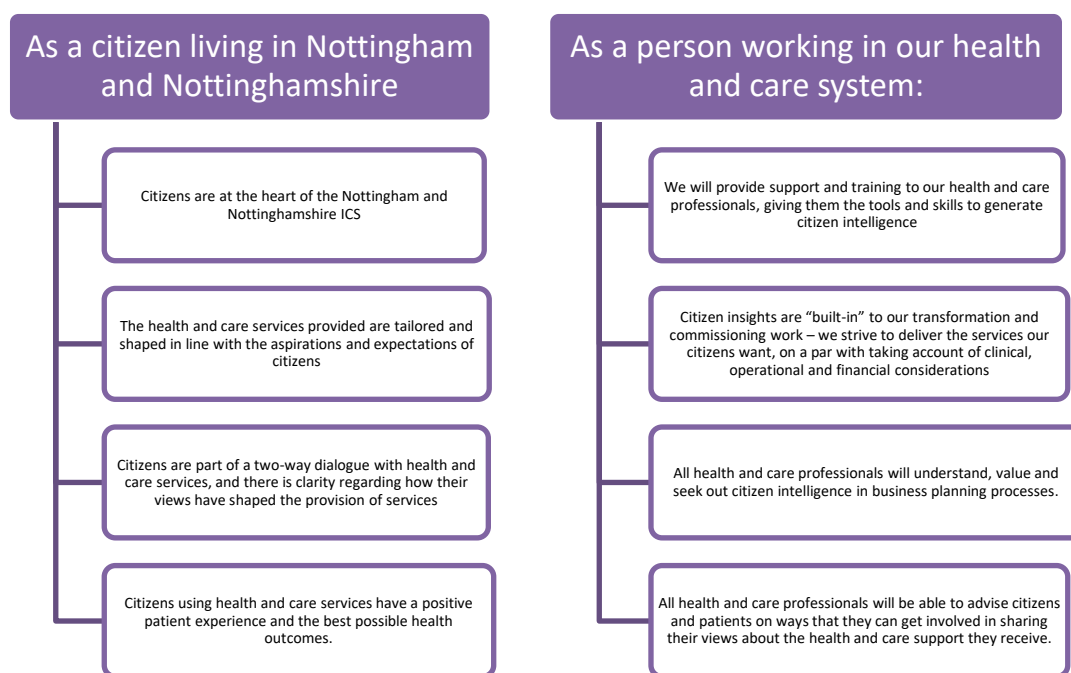 As a citizen living in Nottingham
and Nottinghamshire
Citizens are at the heart of the Nottingham and
Nottinghamshire ICS
The health and care services provided are tailored and
shaped in line with the aspirations and expectations of
citizens
Citizens are part of a two-way dialogue with health and
care services, and there is clarity regarding how their
views have shaped the provision of services
Citizens using health and care services have a positive
patient experience and the best possible health
outcomes.
As a person working in our health
and care system:
We will provide support and training to our health and care
professionals, giving them the tools and skills to generate
citizen intelligence
Citizen insights are “built-in” to our transformation and
commissioning work – we strive to deliver the services our
citizens want, on a par with taking account of clinical,
operational and financial considerations
All health and care professionals will understand, value and
seek out citizen intelligence in business planning processes.
All health and care professionals will be able to advise citizens
and patients on ways that they can get involved in sharing
their views about the health and care support they receive.